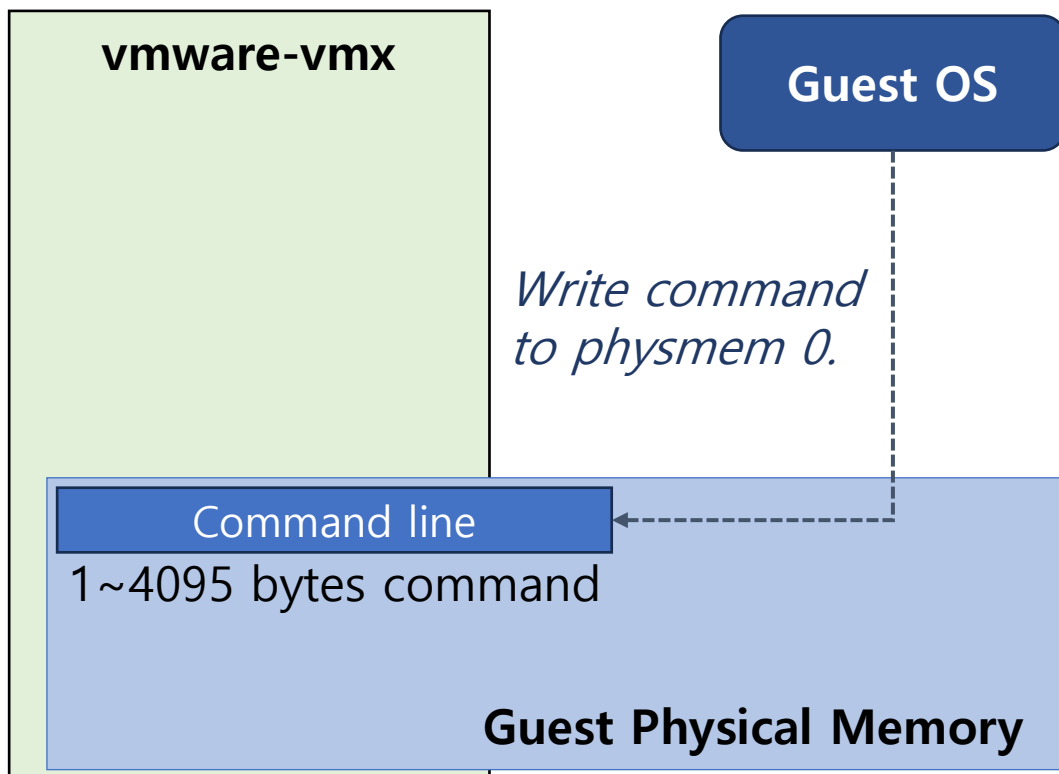 vmware-vmx
Guest OS
Write command
to physmem 0.
Command line
1~4095 bytes command
Guest Physical Memory